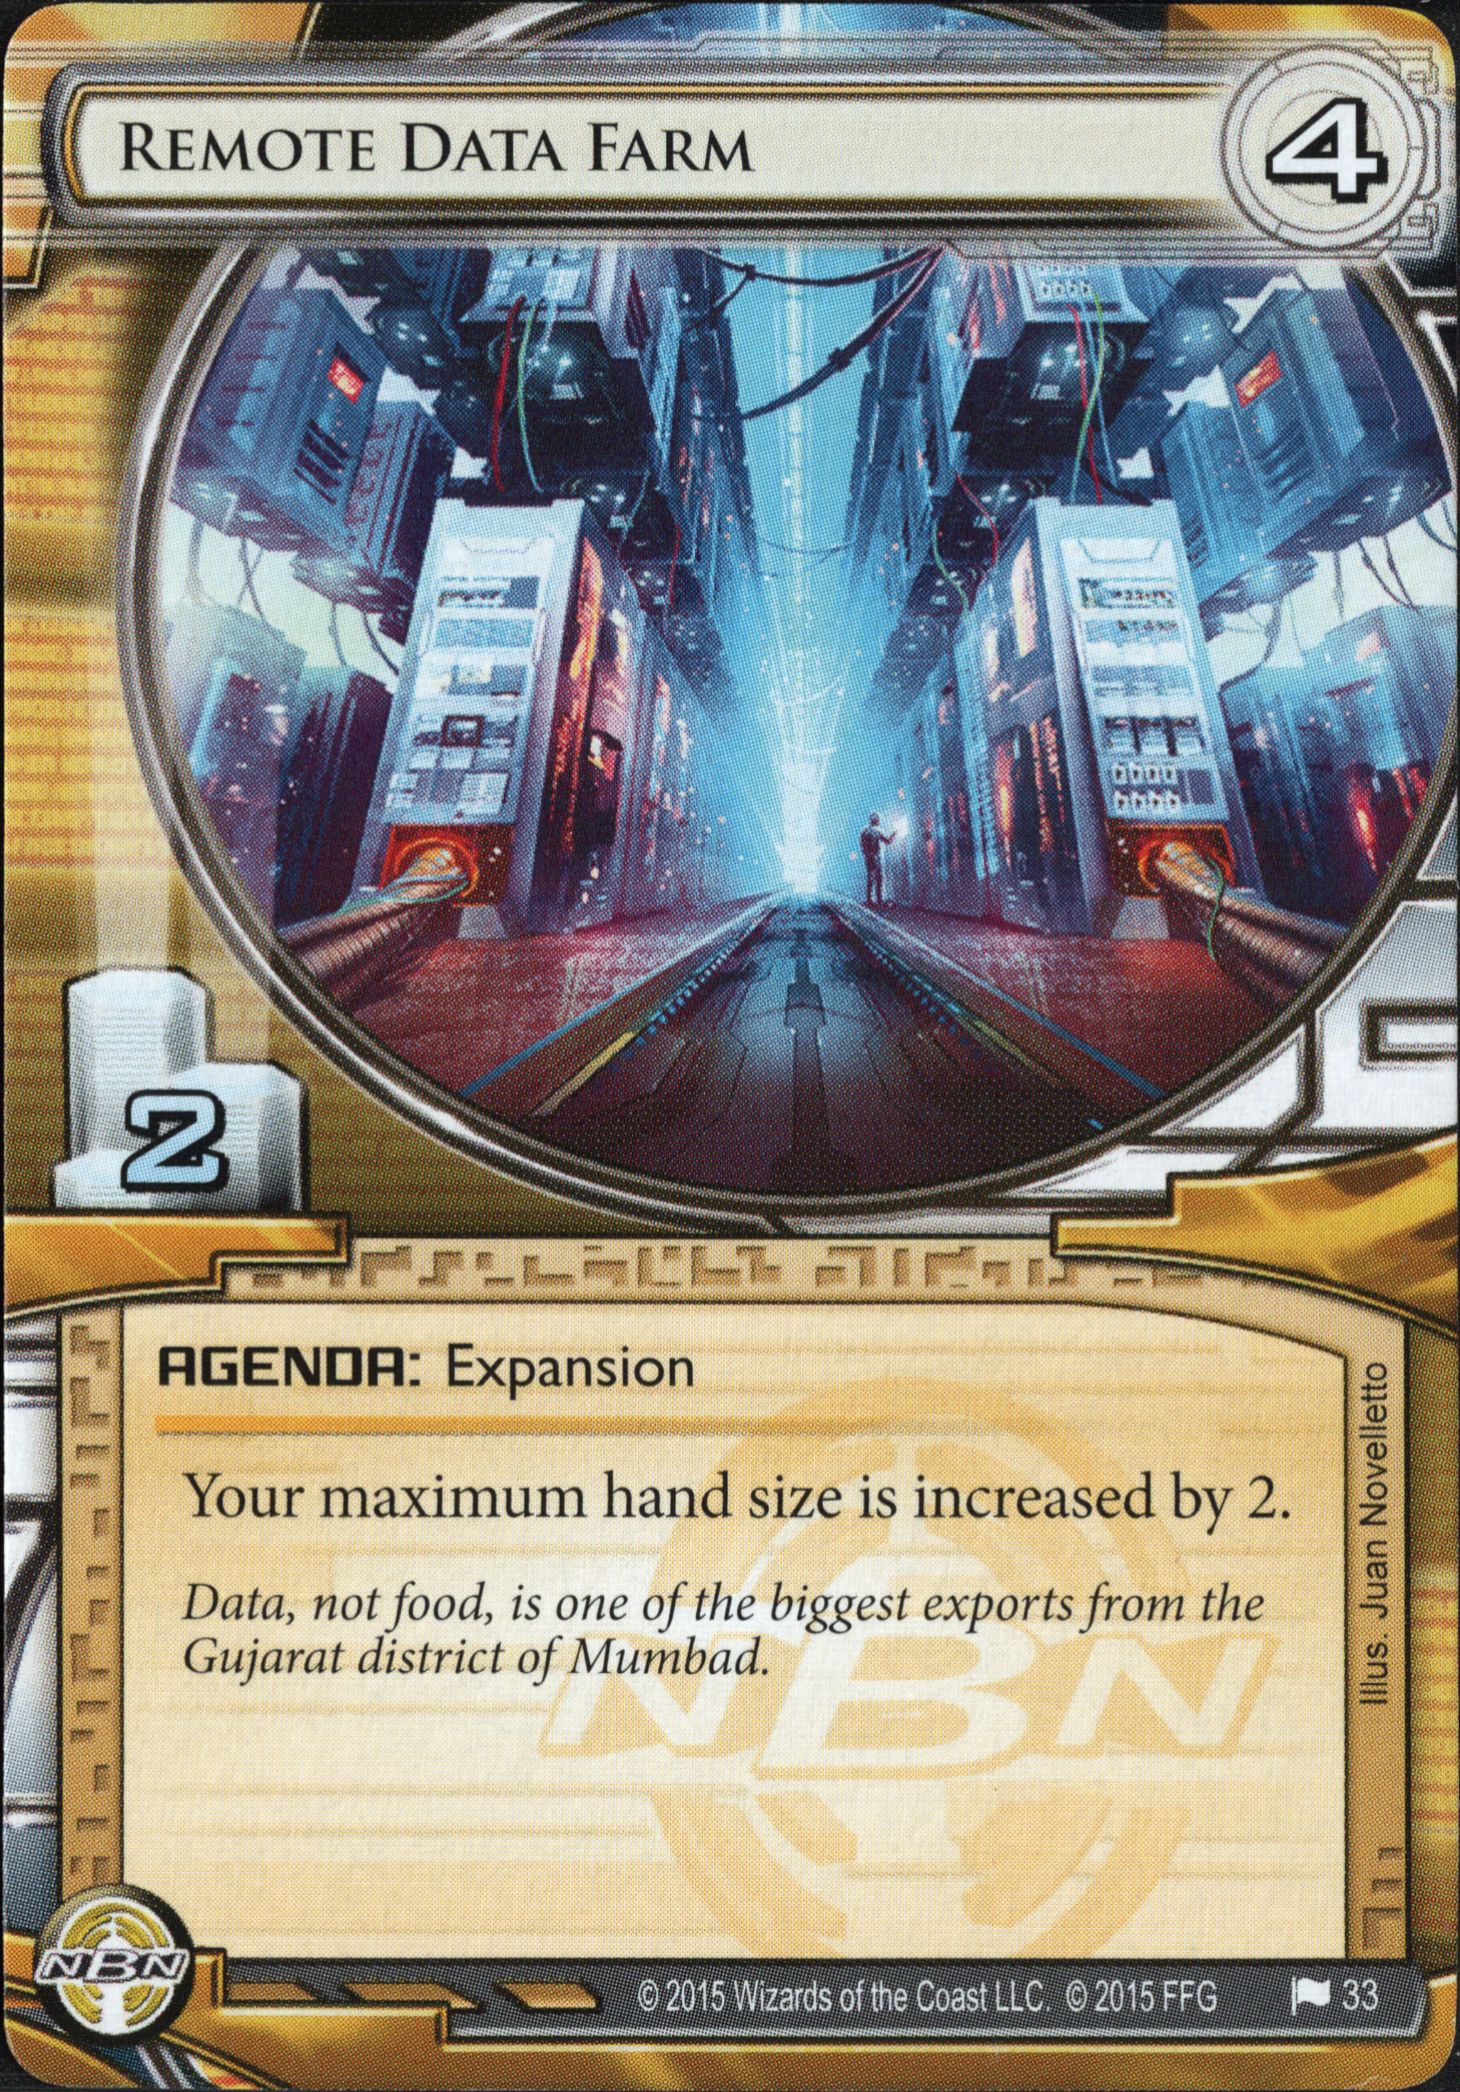 REMOTE DATA FARM
4
2
AGENDA: Expansion
Your maximum hand size is increased by 2.
Data, not food, is one of the biggest exports from the
Gujarat district of Mumbad.
NBN
Illus. Juan Novelletto
NBN
© 2015 Wizards of the Coast LLC. © 2015 FFG
33